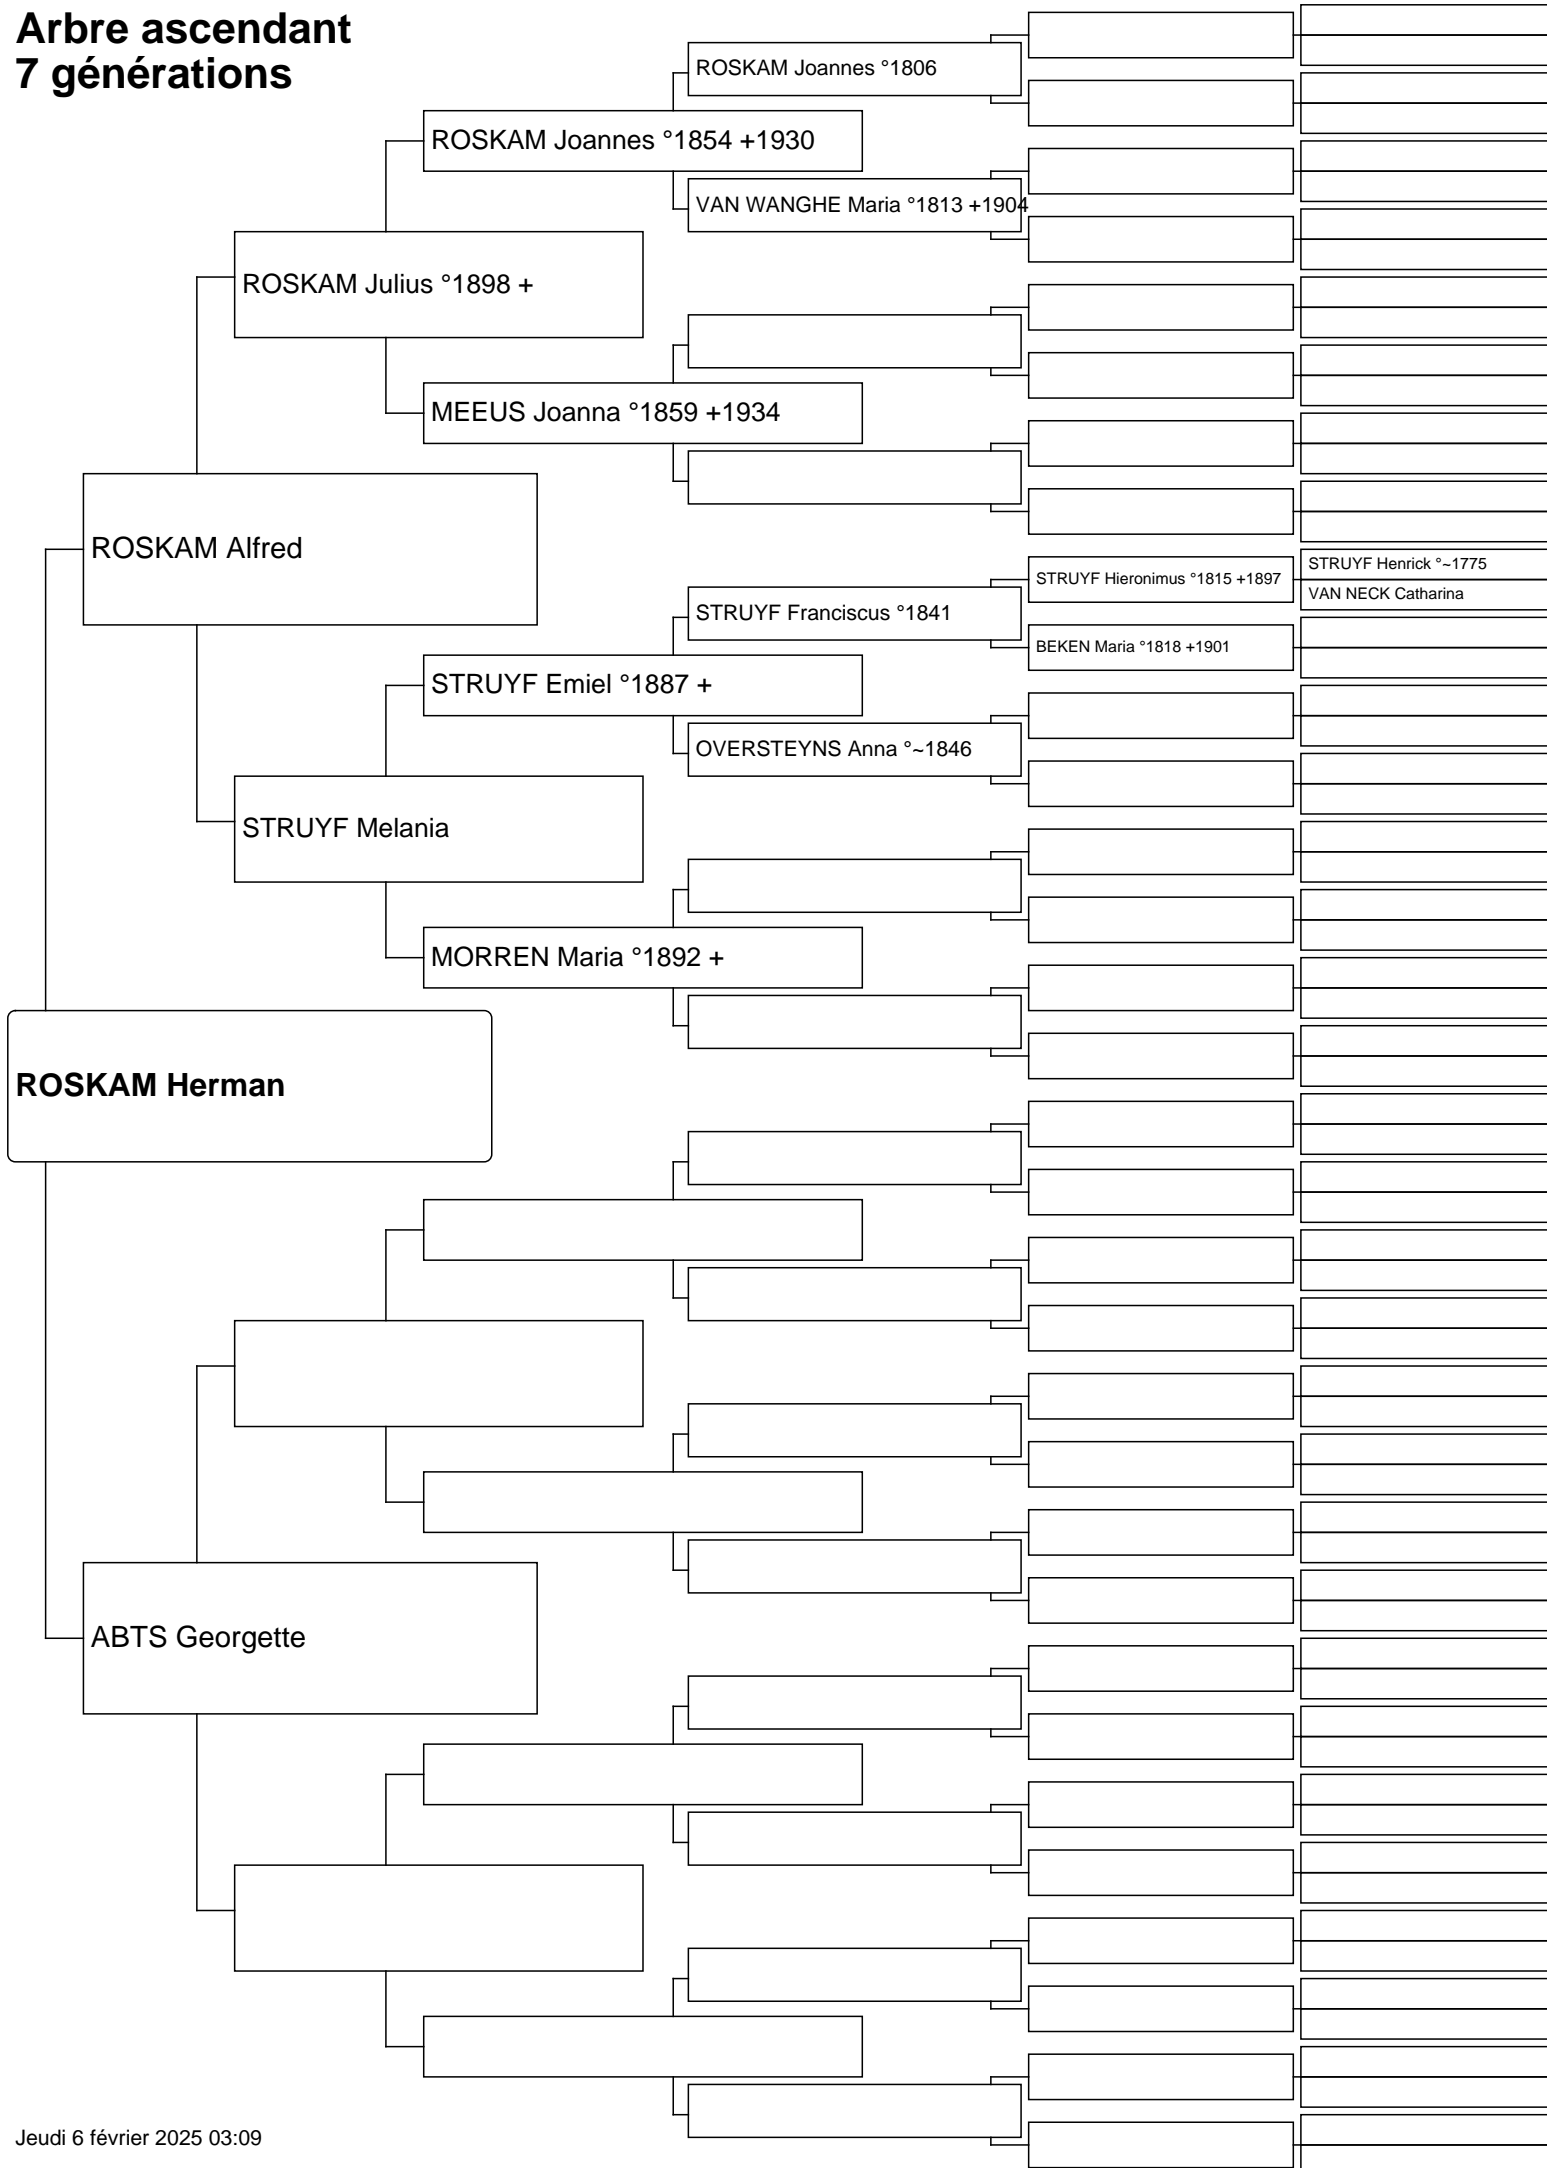 Arbre ascendant
7 générations
ROSKAM Joannes °1806
ROSKAM Joannes °1854 +1930
VAN WANGHE Maria °1813 +1904
ROSKAM Julius °1898 +
MEEUS Joanna °1859 +1934
ROSKAM Alfred
STRUYF Henrick °~1775
STRUYF Hieronimus °1815 +1897
VAN NECK Catharina
STRUYF Franciscus °1841
BEKEN Maria °1818 +1901
STRUYF Emiel °1887 +
OVERSTEYNS Anna °~1846
STRUYF Melania
MORREN Maria °1892 +
ROSKAM Herman
ABTS Georgette
Jeudi 6 février 2025 03:09